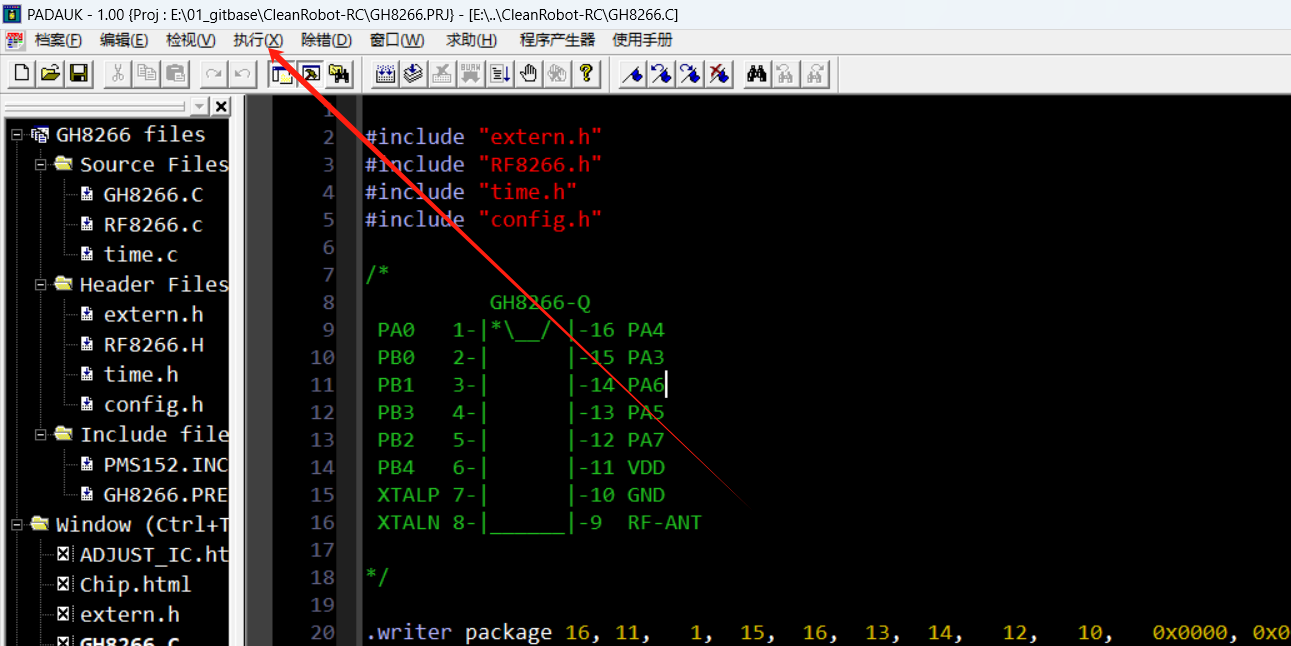 PADAUK - 1.00 {Proj : E:\01_gitbase\CleanRobot-RC\GH8266.PRJ} - [E:\..\CleanRobot-RC\GH8266.C]
档案(F) 编辑(E) 检视(V) 执行(X) 除错(D) 窗口(W) 求助(H) 程序产生器 使用手册
BURN
GH8266 files
Source Files
GH8266.C
RF8266.c
time.c
Header Files
extern.h
RF8266.H
time.h
config.h
Include file
PMS152.INC
GH8266.PRE
Window (Ctrl+T
ADJUST_IC.ht
Chip.html
extern.h
GH8266.C
1
2 #include "extern.h"
3 #include "RF8266.h"
4 #include "time.h"
5 #include "config.h"
6
7 /*
8 GH8266-Q
9 PA0 1-|*\__/ |-16 PA4
10 PB0 2-| |-15 PA3
11 PB1 3-| |-14 PA6
12 PB3 4-| |-13 PA5
13 PB2 5-| |-12 PA7
14 PB4 6-| |-11 VDD
15 XTALP 7-| |-10 GND
16 XTALN 8-|______|-9 RF-ANT
17
18 */
19
20 .writer package 16, 11, 1, 15, 16, 13, 14, 12, 10, 0x0000, 0x0